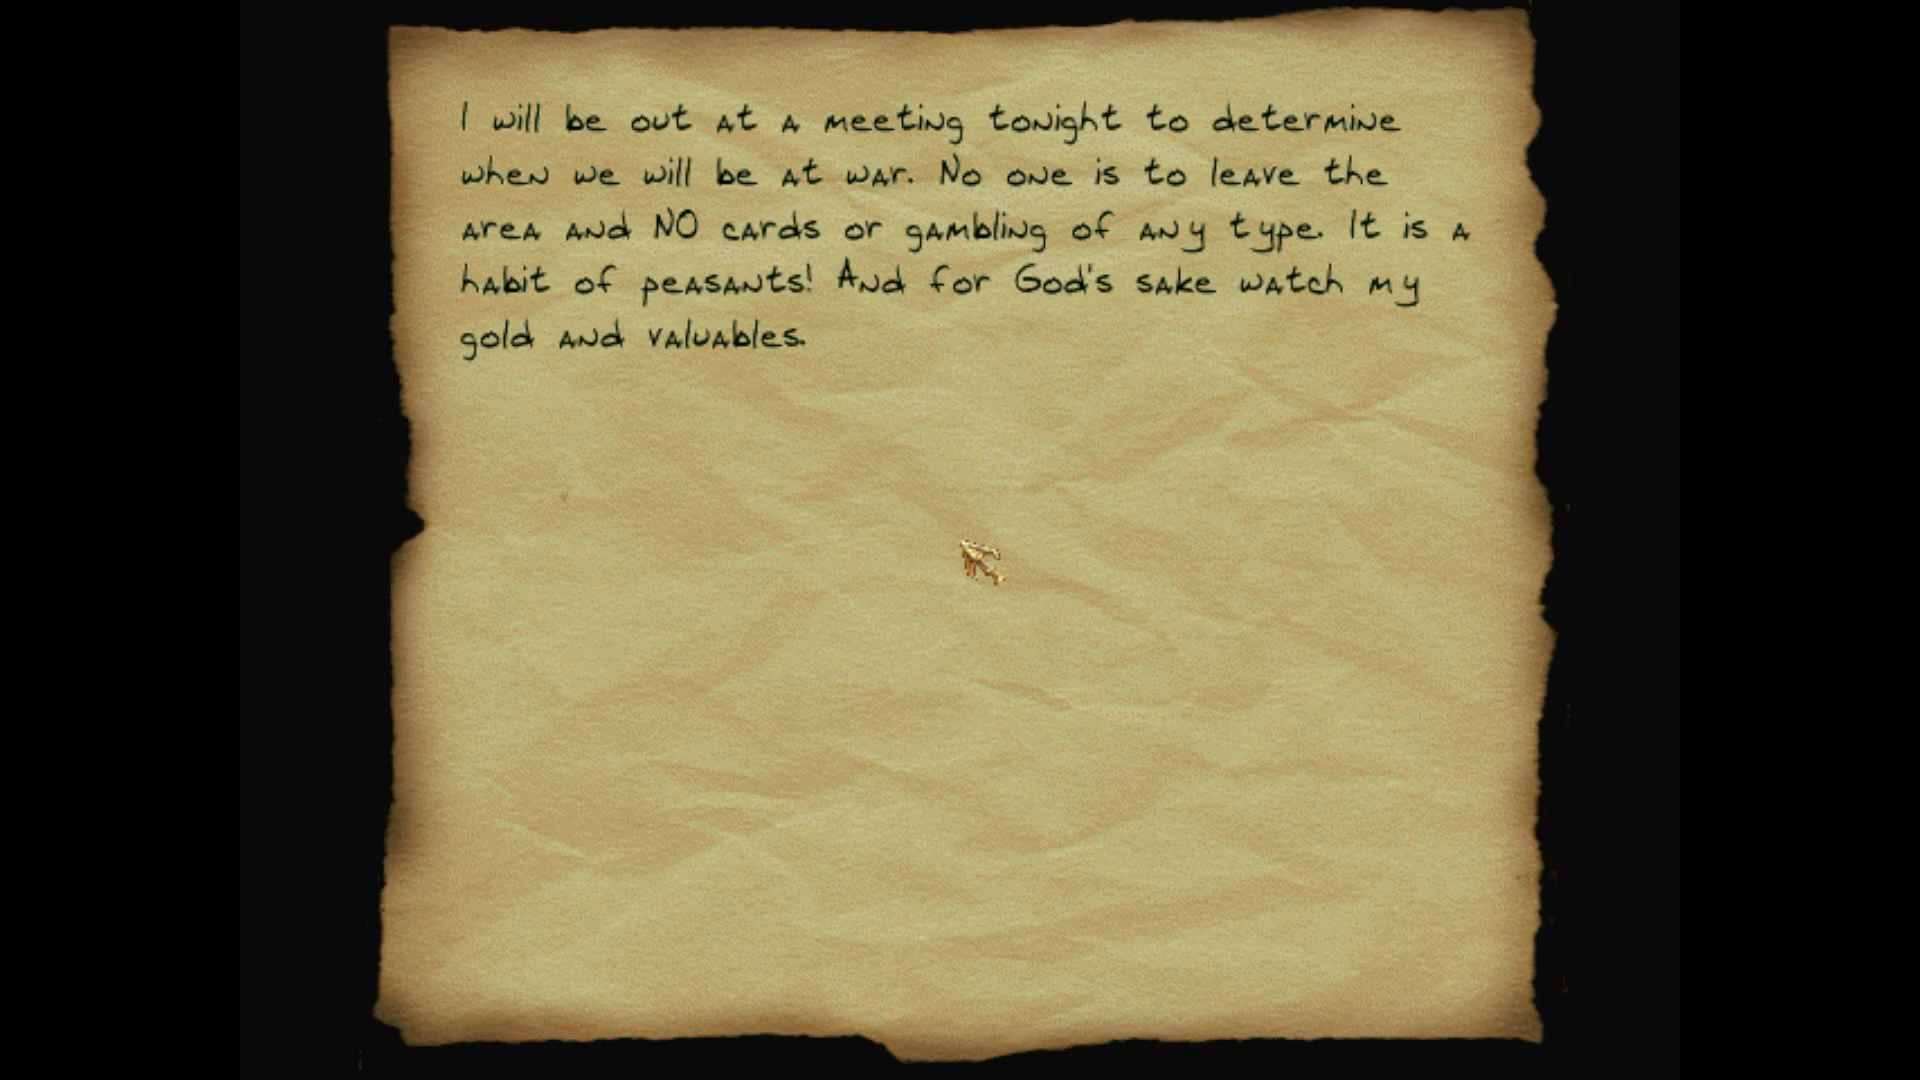 I will be out at a meeting tonight to determine
when we will be at war. No one is to leave the
area and NO cards or gambling of any type. It is a
habit of peasants! And for God's sake watch my
gold and valuables.